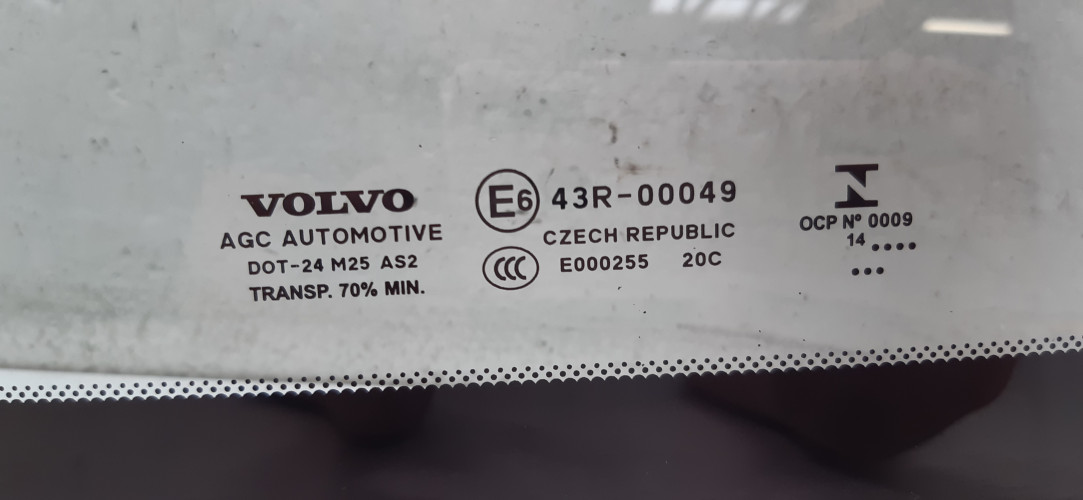 VOLVO
AGC AUTOMOTIVE
DOT-24 M25 AS2
TRANSP. 70% MIN.
E6 43R-00049
CZECH REPUBLIC
CCC E000255 20C
N
OCP Nº 0009
14 ....
...